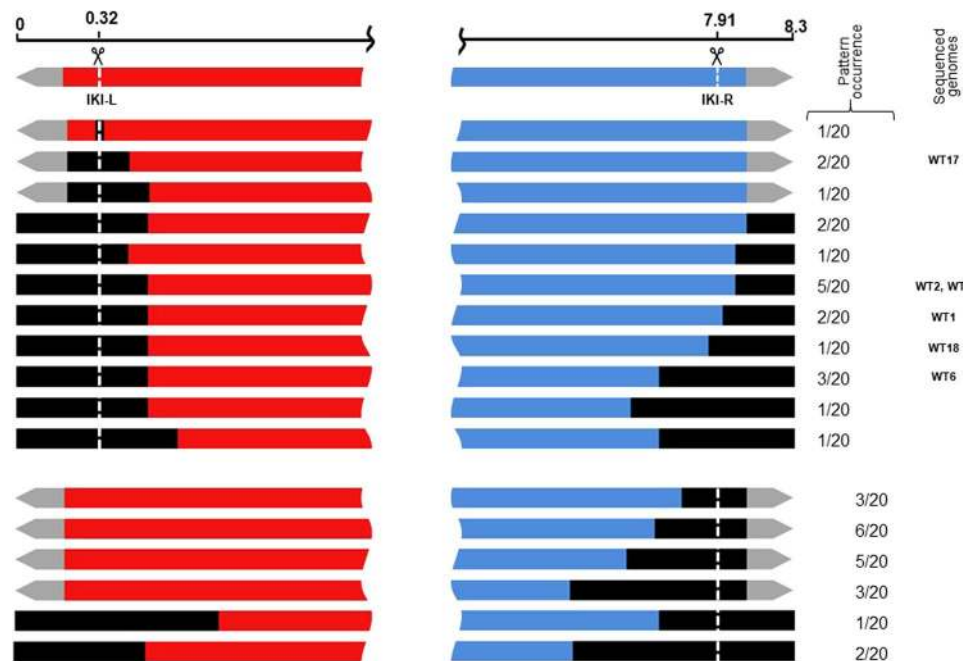 0 0.32 7.91 8.3
IKI-L IKI-R
Pattern
occurrence
Sequenced
genomes
1/20
2/20 WT17
1/20
2/20
1/20
5/20 WT2, WT
2/20 WT1
1/20 WT18
3/20 WT6
1/20
1/20
3/20
6/20
5/20
3/20
1/20
2/20